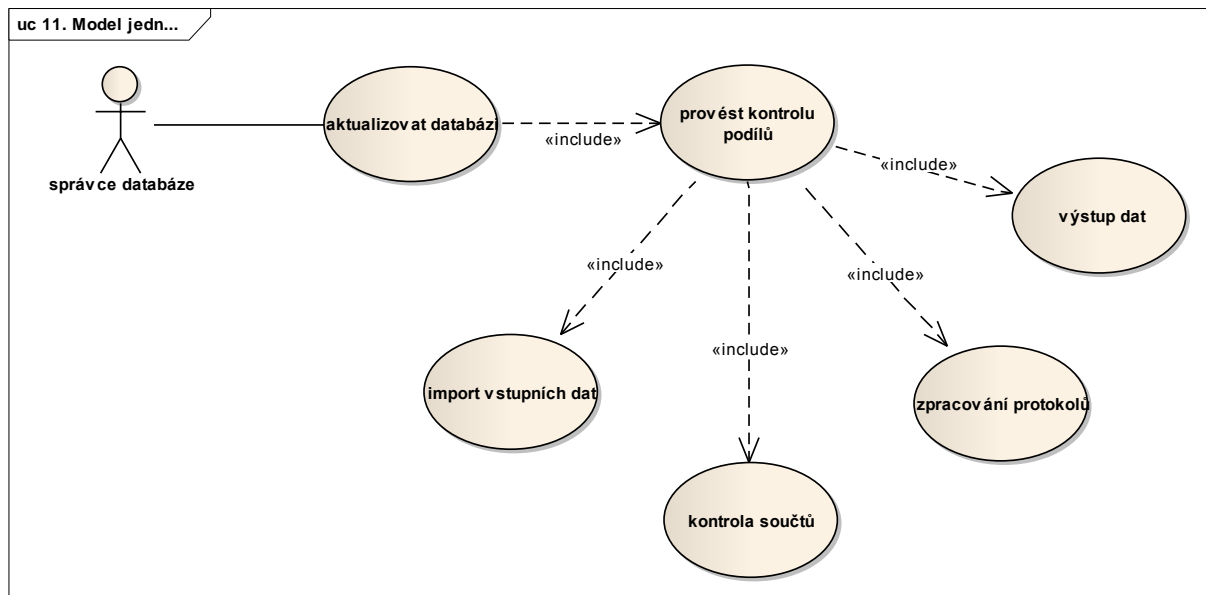 uc 11. Model jedn...
správce databáze
aktualizovat databázi
«include»
provést kontrolu
podílů
«include»
výstup dat
«include»
«include»
«include»
import vstupních dat
zpracování protokolů
kontrola součtů